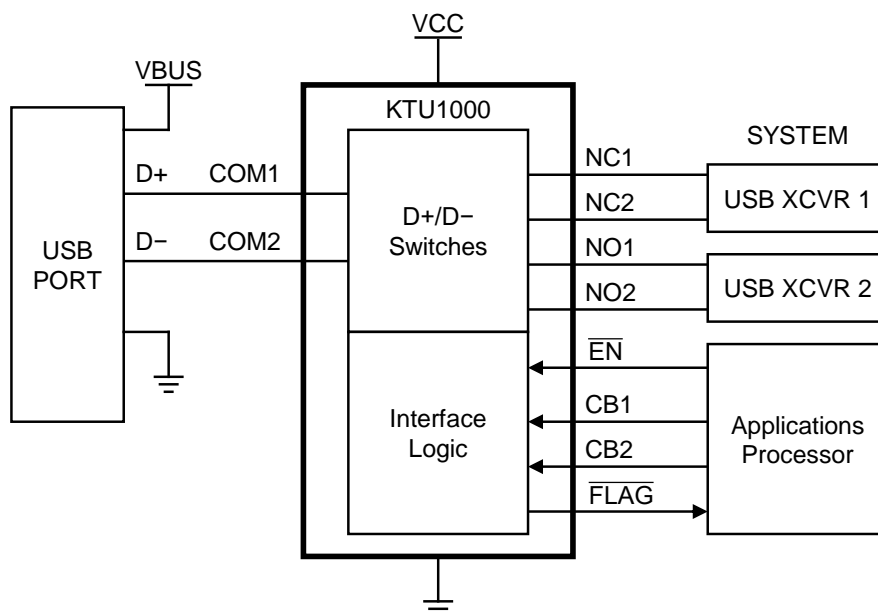 VCC
VBUS
KTU1000
SYSTEM
D+ COM1
D− COM2
USB
PORT
D+/D−
Switches
NC1
NC2
NO1
NO2
USB XCVR 1
USB XCVR 2
Interface
Logic
EN
CB1
CB2
FLAG
Applications
Processor